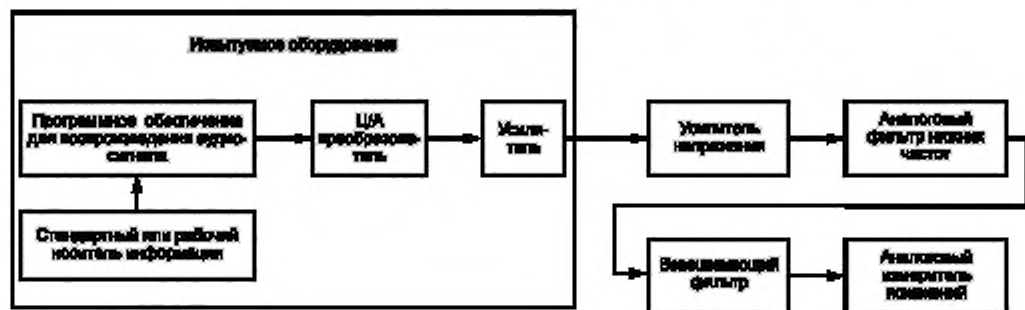 Испытуемое оборудование
Программное обеспечение
для воспроизведения аудио-
сигнала
Ц/А
преобразова-
тель
Усили-
тель
Усилитель
напряжения
Аналоговый
фильтр нижних
частот
Стандартный или рабочий
носитель информации
Взвешивающий
фильтр
Аналоговый
измеритель